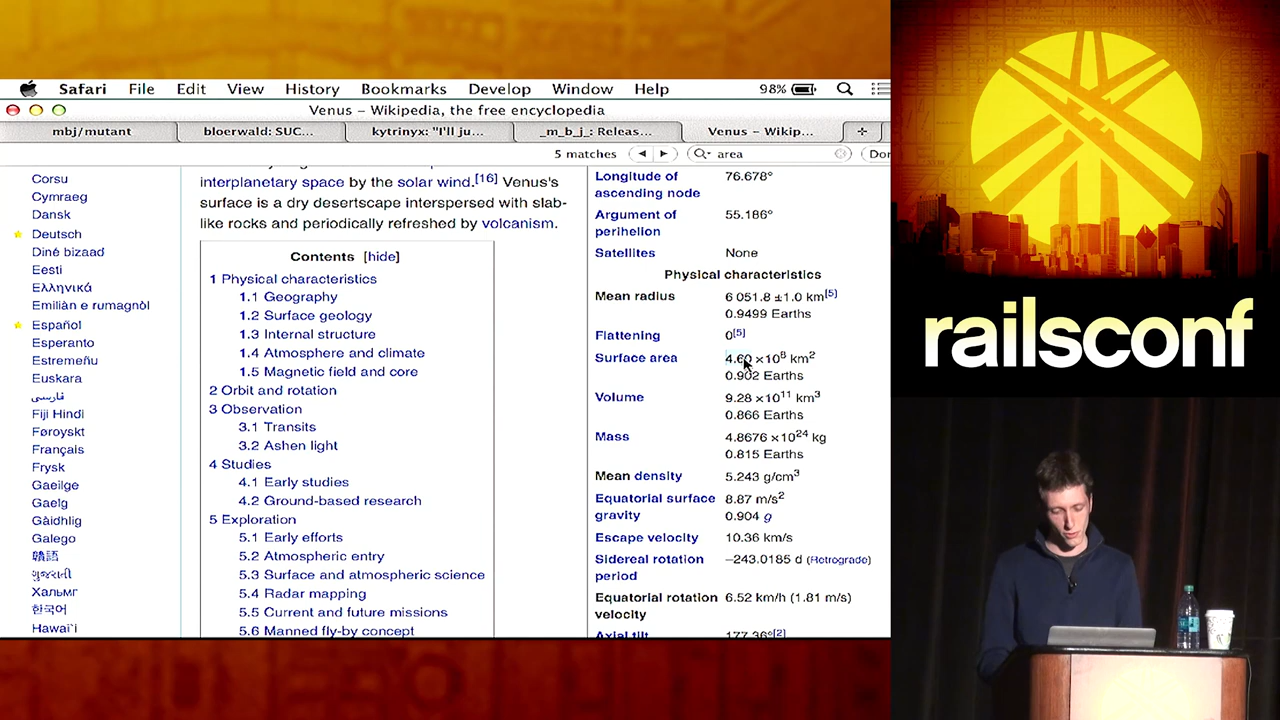 Safari File Edit View History Bookmarks Develop Window Help 98%
Venus – Wikipedia, the free encyclopedia
mbj/mutant
bloerwald: SUC...
kytrinyx: "I'll ju...
_m_b_j_: Releas...
Venus – Wikip...
5 matches
area
Don
Corsu
Cymraeg
Dansk
Deutsch
Diné bizaad
Eesti
Ελληνικά
Emiliàn e rumagnòl
Español
Esperanto
Estremeñu
Euskara
فارسی
Fiji Hindi
Føroyskt
Français
Frysk
Gaeilge
Gaelg
Gàidhlig
Galego
贛語
ગુજરાતી
Хальмг
한국어
Hawai`i
interplanetary space by the solar wind.[16] Venus's
surface is a dry desertscape interspersed with slab-
like rocks and periodically refreshed by volcanism.
Contents [hide]
1 Physical characteristics
1.1 Geography
1.2 Surface geology
1.3 Internal structure
1.4 Atmosphere and climate
1.5 Magnetic field and core
2 Orbit and rotation
3 Observation
3.1 Transits
3.2 Ashen light
4 Studies
4.1 Early studies
4.2 Ground-based research
5 Exploration
5.1 Early efforts
5.2 Atmospheric entry
5.3 Surface and atmospheric science
5.4 Radar mapping
5.5 Current and future missions
5.6 Manned fly-by concept
Longitude of 76.678°
ascending node
Argument of 55.186°
perihelion
Satellites None
Physical characteristics
Mean radius 6 051.8 ±1.0 km[5]
0.9499 Earths
Flattening 0[5]
Surface area 4.60 ×10⁸ km²
0.902 Earths
Volume 9.28 ×10¹¹ km³
0.866 Earths
Mass 4.8676 ×10²⁴ kg
0.815 Earths
Mean density 5.243 g/cm³
Equatorial surface 8.87 m/s²
gravity 0.904 g
Escape velocity 10.36 km/s
Sidereal rotation −243.0185 d (Retrograde)
period
Equatorial rotation 6.52 km/h (1.81 m/s)
velocity
Axial tilt 177.36°[2]
railsconf